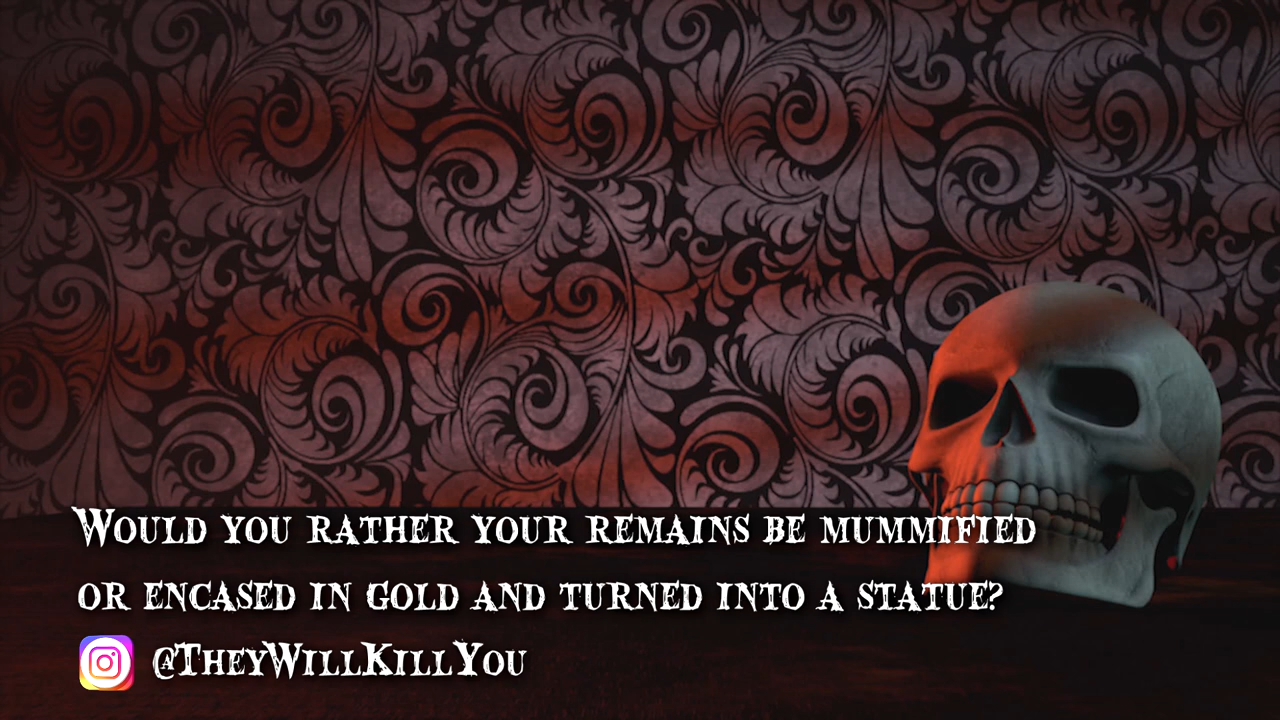 Would you rather your remains be mummified
or encased in gold and turned into a statue?
@TheyWillKillYou